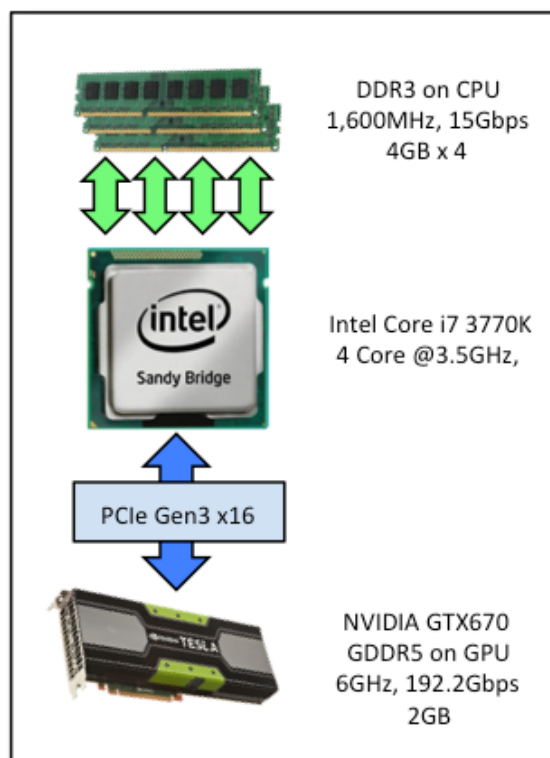 DDR3 on CPU
1,600MHz, 15Gbps
4GB x 4
intel
Sandy Bridge
Intel Core i7 3770K
4 Core @3.5GHz,
PCIe Gen3 x16
NVIDIA
TESLA
NVIDIA GTX670
GDDR5 on GPU
6GHz, 192.2Gbps
2GB